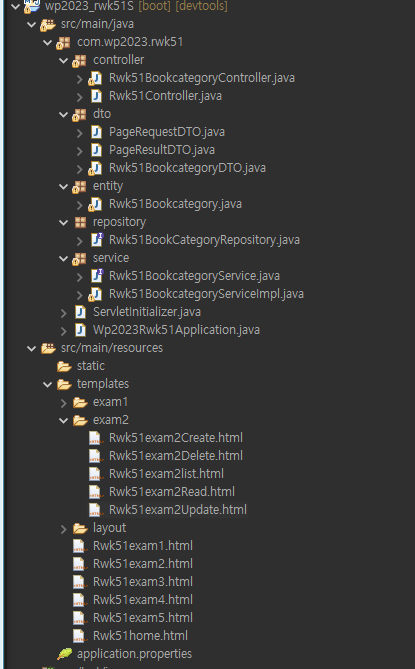 wp2023_rwk51S [boot] [devtools]
src/main/java
com.wp2023.rwk51
controller
Rwk51BookcategoryController.java
Rwk51Controller.java
dto
PageRequestDTO.java
PageResultDTO.java
Rwk51BookcategoryDTO.java
entity
Rwk51Bookcategory.java
repository
Rwk51BookCategoryRepository.java
service
Rwk51BookcategoryService.java
Rwk51BookcategoryServiceImpl.java
ServletInitializer.java
Wp2023Rwk51Application.java
src/main/resources
static
templates
exam1
exam2
Rwk51exam2Create.html
Rwk51exam2Delete.html
Rwk51exam2list.html
Rwk51exam2Read.html
Rwk51exam2Update.html
layout
Rwk51exam1.html
Rwk51exam2.html
Rwk51exam3.html
Rwk51exam4.html
Rwk51exam5.html
Rwk51home.html
application.properties